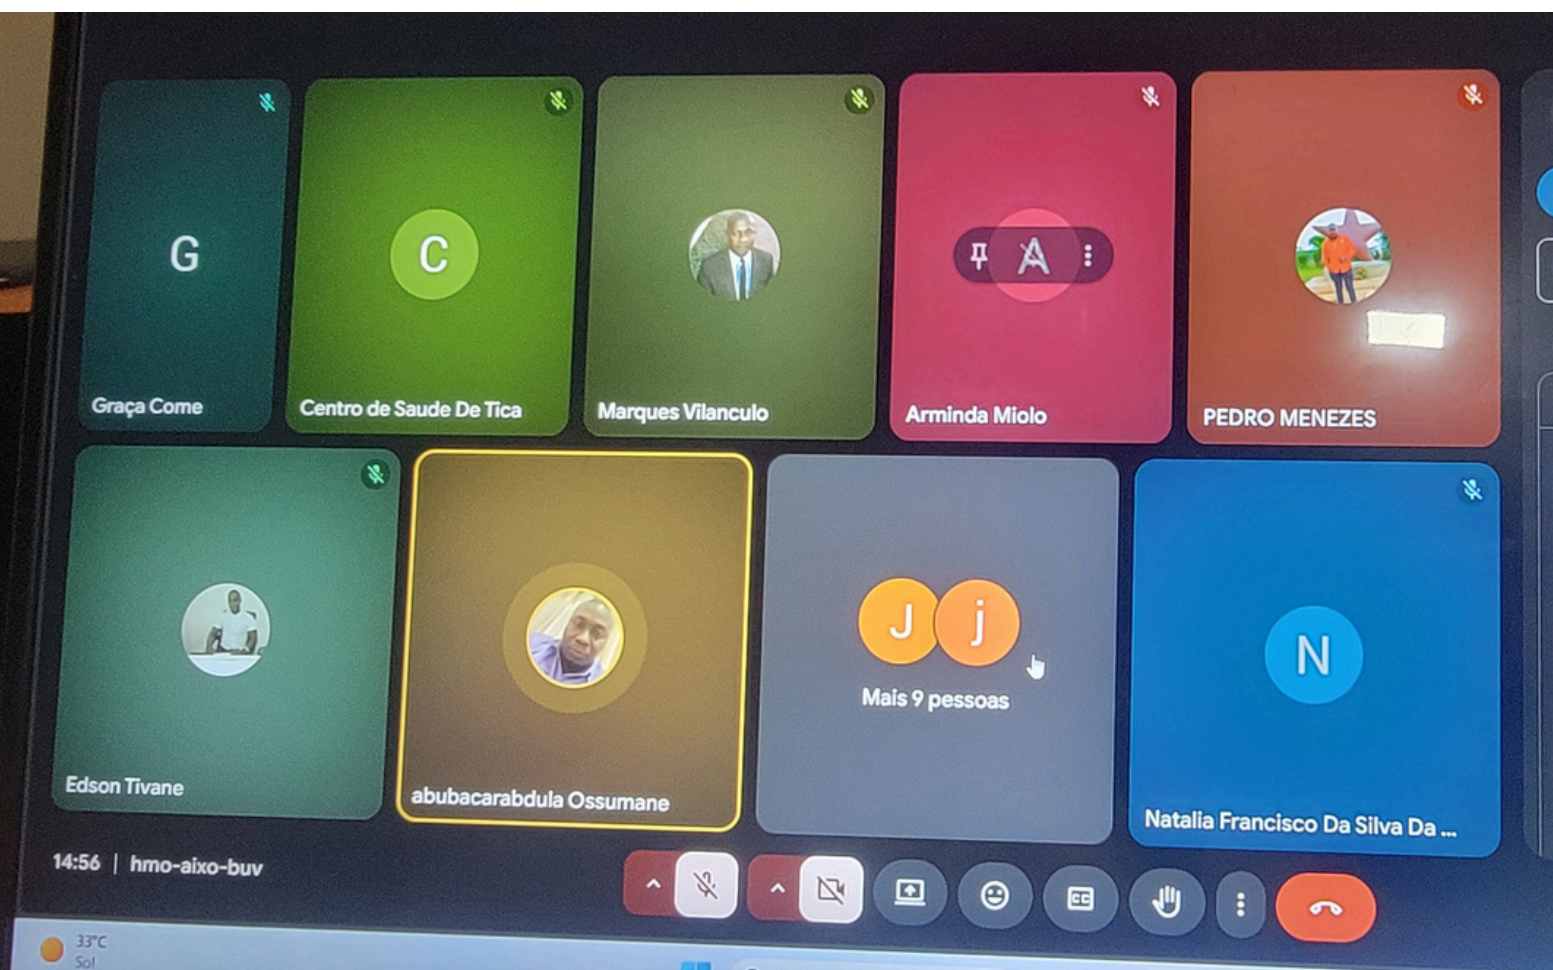 G
C
A
Graça Come
Centro de Saude De Tica
Marques Vilanculo
Arminda Miolo
PEDRO MENEZES
J j
Mais 9 pessoas
N
Edson Tivane
abubacarabdula Ossumane
Natalia Francisco Da Silva Da ...
14:56 | hmo-aixo-buv
CC
33°C
Sol